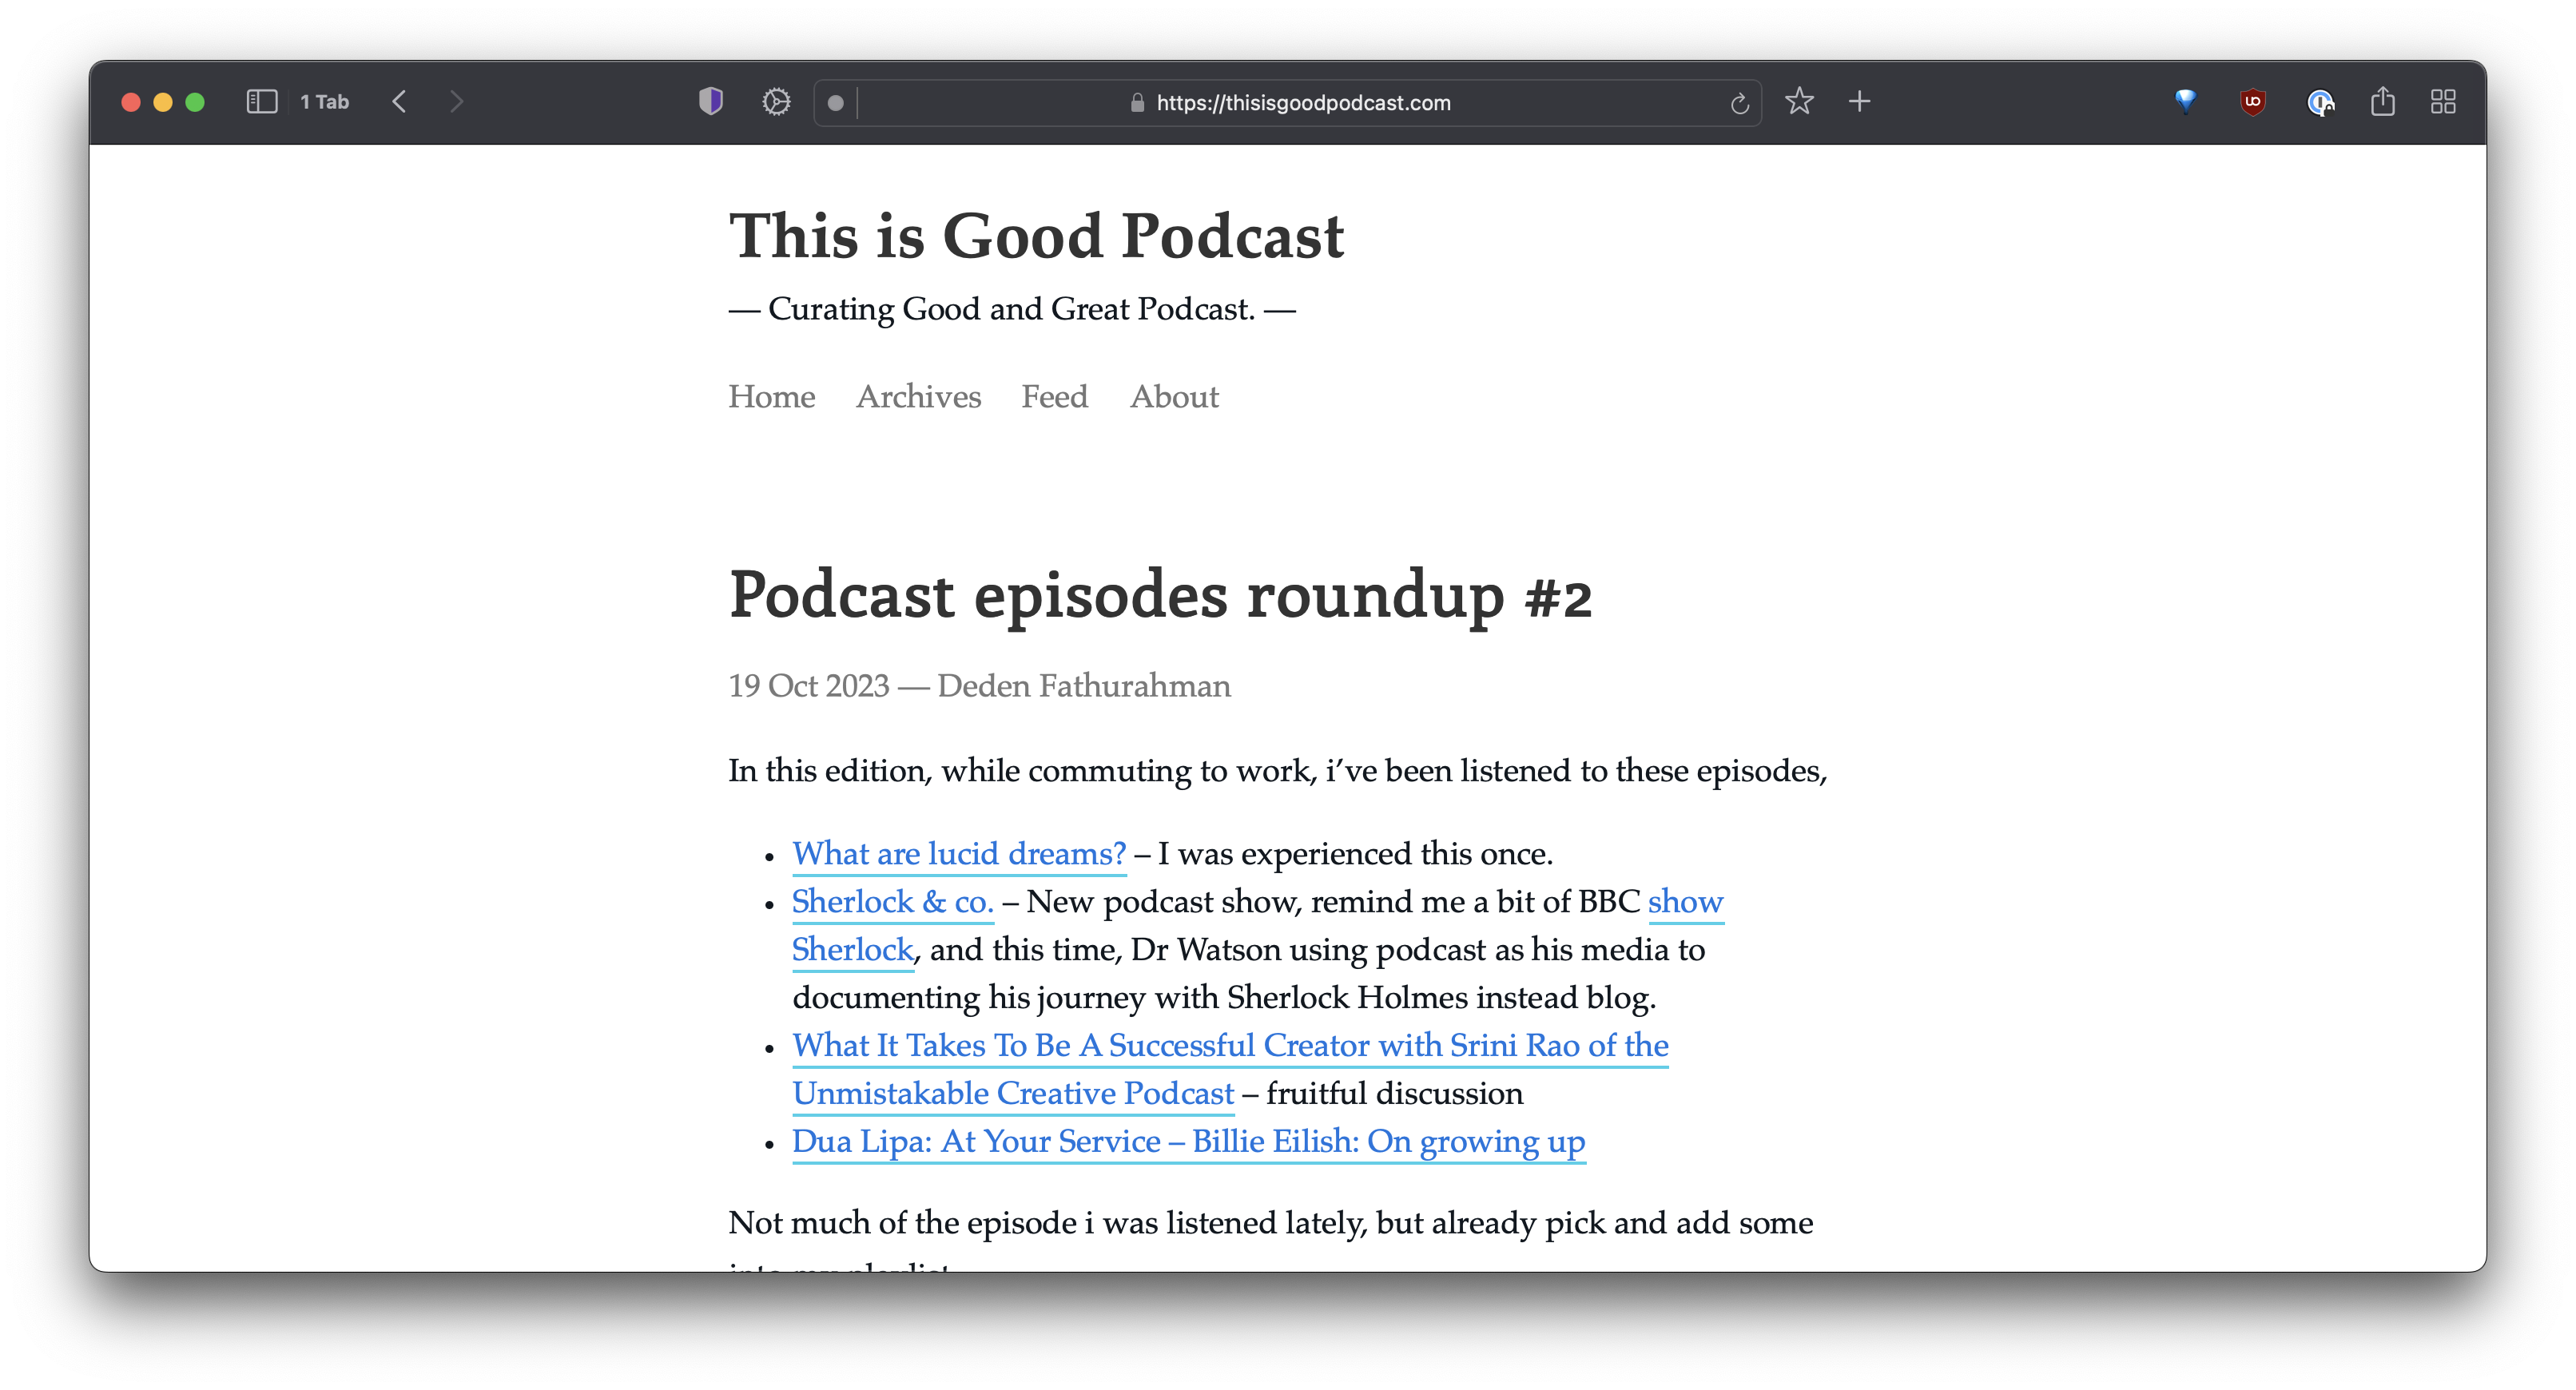 1 Tab
https://thisisgoodpodcast.com
This is Good Podcast
— Curating Good and Great Podcast. —
Home Archives Feed About
Podcast episodes roundup #2
19 Oct 2023 — Deden Fathurahman
In this edition, while commuting to work, i’ve been listened to these episodes,
• What are lucid dreams? – I was experienced this once.
• Sherlock & co. – New podcast show, remind me a bit of BBC show
Sherlock, and this time, Dr Watson using podcast as his media to
documenting his journey with Sherlock Holmes instead blog.
• What It Takes To Be A Successful Creator with Srini Rao of the
Unmistakable Creative Podcast – fruitful discussion
• Dua Lipa: At Your Service – Billie Eilish: On growing up
Not much of the episode i was listened lately, but already pick and add some
into my playlist